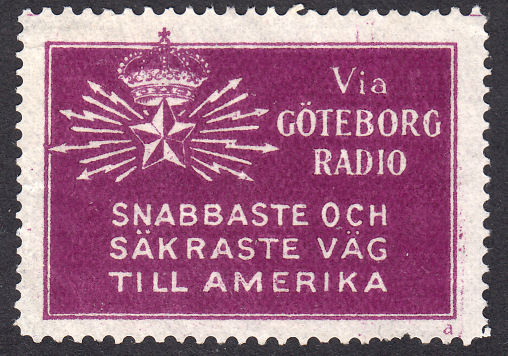 Via
GÖTEBORG
RADIO
SNABBASTE OCH
SÄKRASTE VÄG
TILL AMERIKA
a